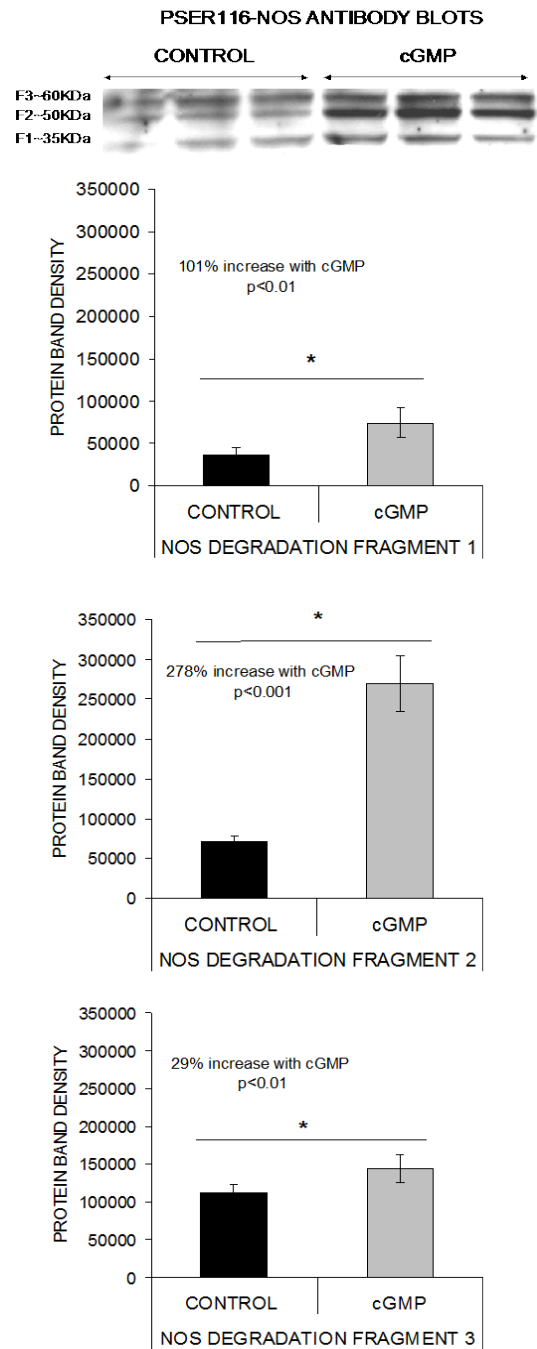 PSER116-NOS ANTIBODY BLOTS
CONTROL cGMP
F3~60KDa
F2~50KDa
F1~35KDa
350000
300000
250000
200000
150000
100000
50000
0
PROTEIN BAND DENSITY
101% increase with cGMP
p<0.01
*
CONTROL cGMP
NOS DEGRADATION FRAGMENT 1
350000
300000
250000
200000
150000
100000
50000
0
PROTEIN BAND DENSITY
*
278% increase with cGMP
p<0.001
CONTROL cGMP
NOS DEGRADATION FRAGMENT 2
350000
300000
250000
200000
150000
100000
50000
0
PROTEIN BAND DENSITY
29% increase with cGMP
p<0.01
*
CONTROL cGMP
NOS DEGRADATION FRAGMENT 3